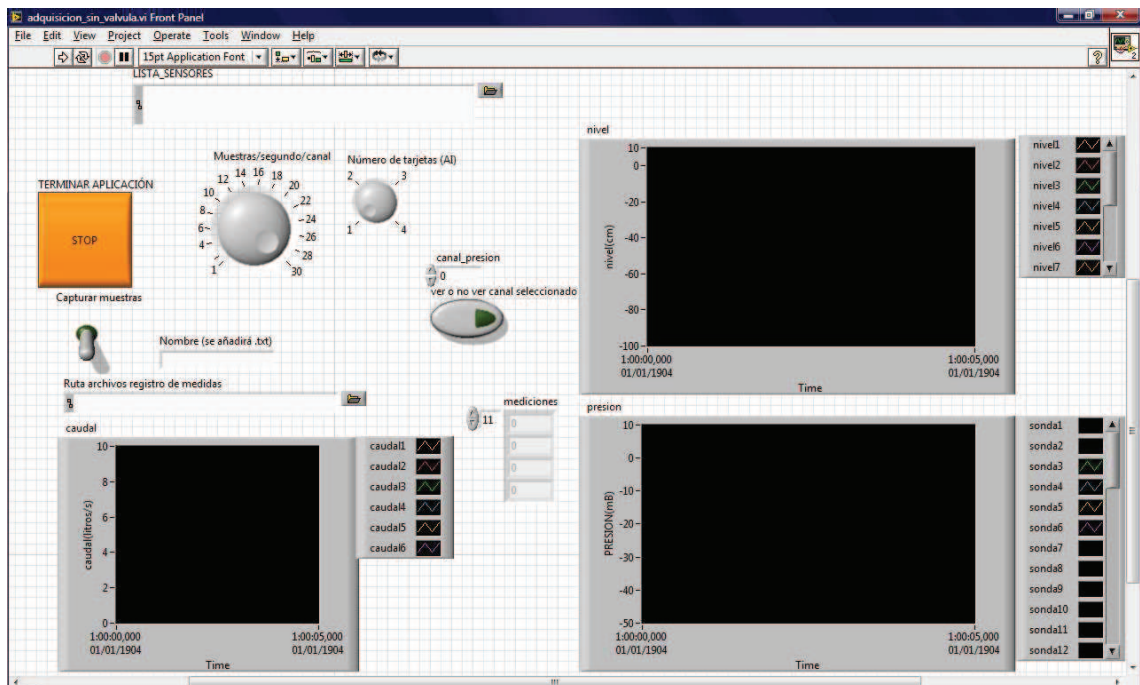 adquisicion_sin_valvula.vi Front Panel
File Edit View Project Operate Tools Window Help
15pt Application Font
?
2
LISTA_SENSORES
Muestras/segundo/canal
1 4 6 8 10 12 14 16 18 20 22 24 26 28 30
Número de tarjetas (AI)
1 2 3 4
TERMINAR APLICACIÓN
STOP
canal_presion
0
ver o no ver canal seleccionado
Capturar muestras
Nombre (se añadirá .txt)
Ruta archivos registro de medidas
mediciones
11
0
0
0
0
nivel
nivel(cm)
10
0
-20
-40
-60
-80
-100
1:00:00,000
01/01/1904
1:00:05,000
01/01/1904
Time
nivel1
nivel2
nivel3
nivel4
nivel5
nivel6
nivel7
caudal
caudal(litros/s)
10
8
6
4
2
0
1:00:00,000
01/01/1904
1:00:05,000
01/01/1904
Time
caudal1
caudal2
caudal3
caudal4
caudal5
caudal6
presion
PRESION(mB)
10
0
-10
-20
-30
-40
-50
1:00:00,000
01/01/1904
1:00:05,000
01/01/1904
Time
sonda1
sonda2
sonda3
sonda4
sonda5
sonda6
sonda7
sonda8
sonda9
sonda10
sonda11
sonda12